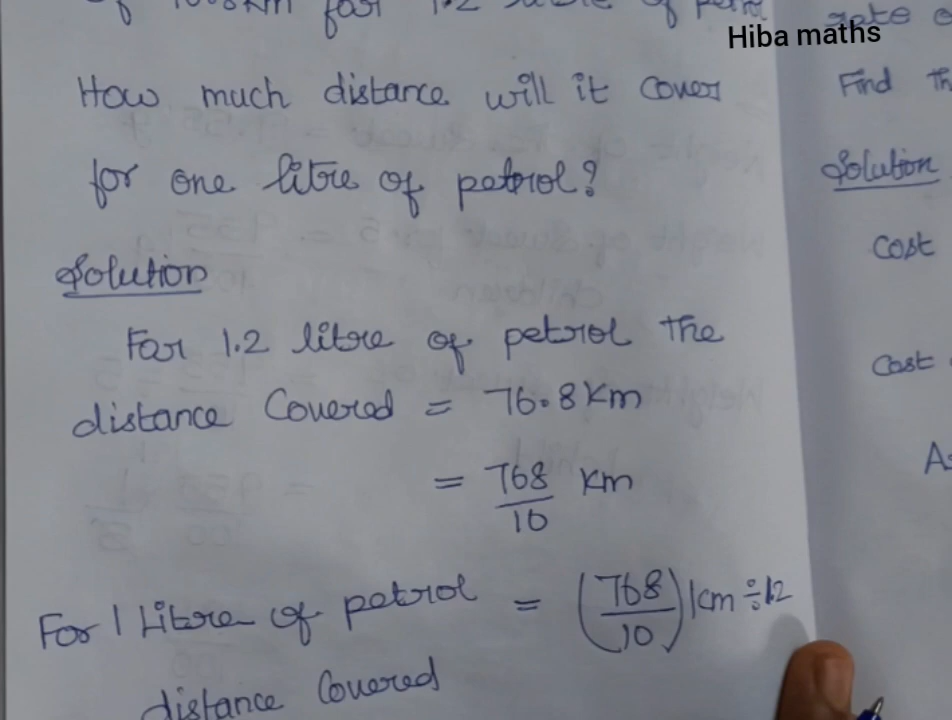 Hiba maths
How much distance will it cover
for one litre of petrol?
Solution
For 1.2 litre of petrol the
distance Covered = 76.8 Km
= 768/10 Km
For 1 Litre of petrol = (768/10) km ÷ 12
distance Covered
Find
Solution
Cost
Cost